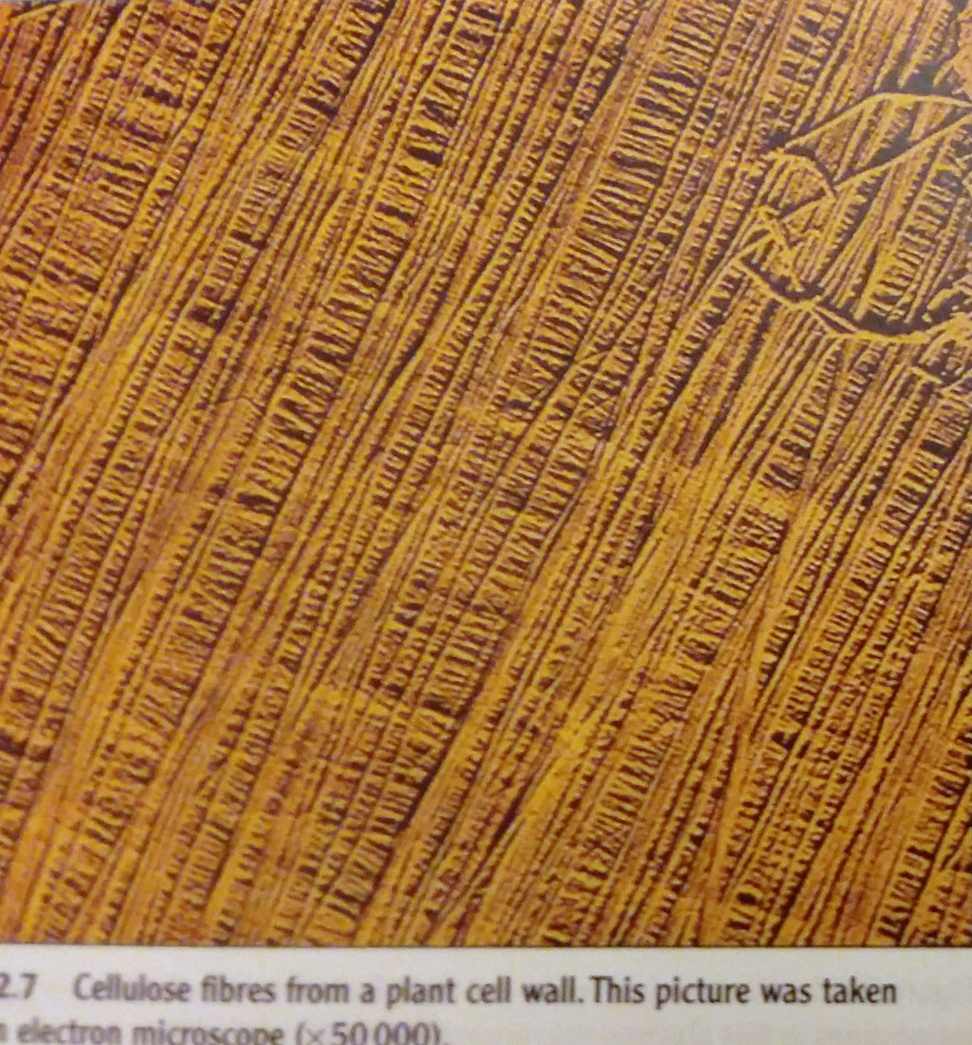 2.7 Cellulose fibres from a plant cell wall. This picture was taken
electron microscope (×50 000).